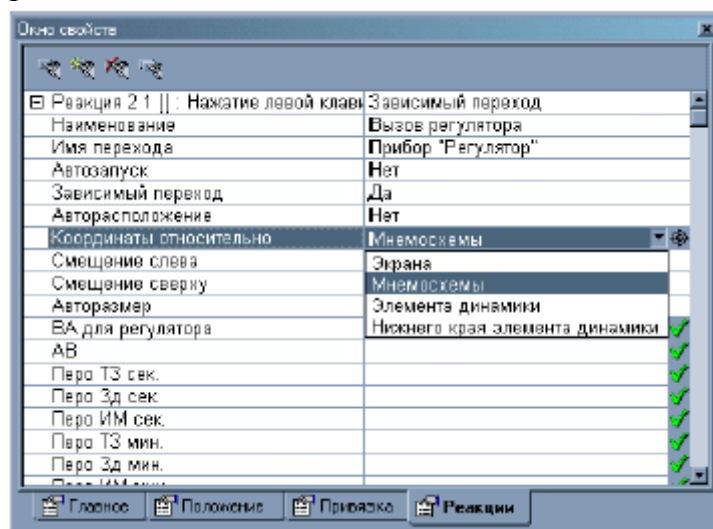 Окно свойств
Реакция 2.1 [] : Нажатие левой клави Зависимый переход
Наименование Вызов регулятора
Имя перехода Прибор "Регулятор"
Автозапуск Нет
Зависимый переход Да
Авторасположение Нет
Координаты относительно Мнемосхемы
Смещение слева Экрана
Смещение сверху Мнемосхемы
Авторазмер Элемента динамики
ВА для регулятора Нижнего края элемента динамики
АВ
Перо ТЗ сек.
Перо Зд сек.
Перо ИМ сек.
Перо ТЗ мин.
Перо Зд мин.
Перо ИМ мин.
Главное Положение Привязка Реакции